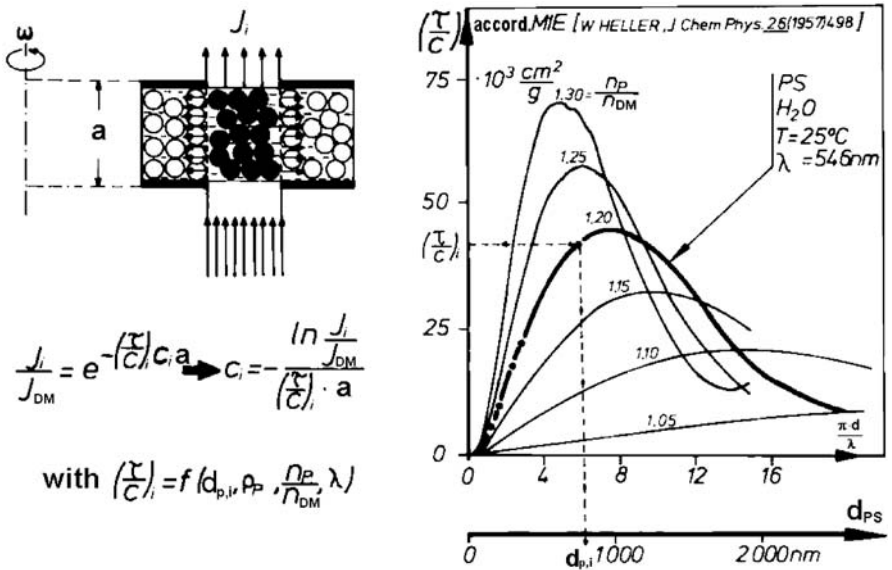 ω
J_i
a
J_i/J_DM = e^-(τ/c)_i c_i a ➔ c_i = - ln J_i/J_DM / (τ/c)_i · a
with (τ/c)_i = f(d_p,i, ρ_P, n_P/n_DM, λ)
(τ/c) accord. MIE [W HELLER, J Chem Phys. 26 (1957) 498]
75 · 10³ cm²/g
1,30 = n_P/n_DM
PS
H₂O
T = 25°C
λ = 546nm
1,25
50
1,20
(τ/c)_i
1,15
25
1,10
1,05
π·d/λ
0
0 4 8 12 16
d_PS
0 d_p,i 1000 2000 nm